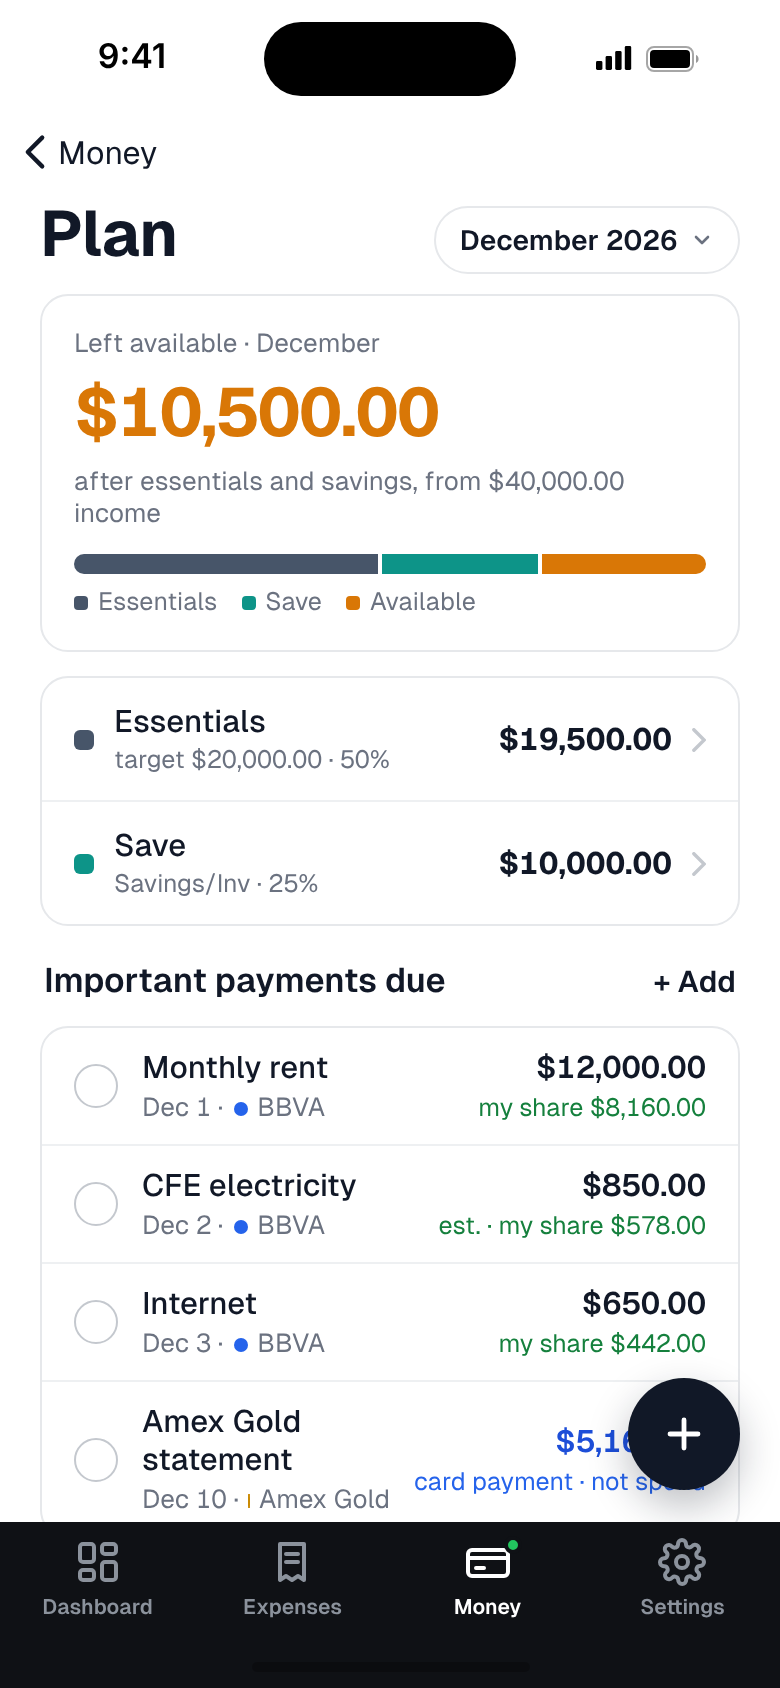 9:41
Money
Plan
December 2026
Left available · December
$10,500.00
after essentials and savings, from $40,000.00
income
Essentials
Save
Available
Essentials
$19,500.00
target $20,000.00 · 50%
Save
$10,000.00
Savings/Inv · 25%
Important payments due
+ Add
Monthly rent
$12,000.00
Dec 1 · BBVA
my share $8,160.00
CFE electricity
$850.00
Dec 2 · BBVA
est. · my share $578.00
Internet
$650.00
Dec 3 · BBVA
my share $442.00
Amex Gold
statement
Dec 10 · Amex Gold
card payment · not
Dashboard
Expenses
Money
Settings